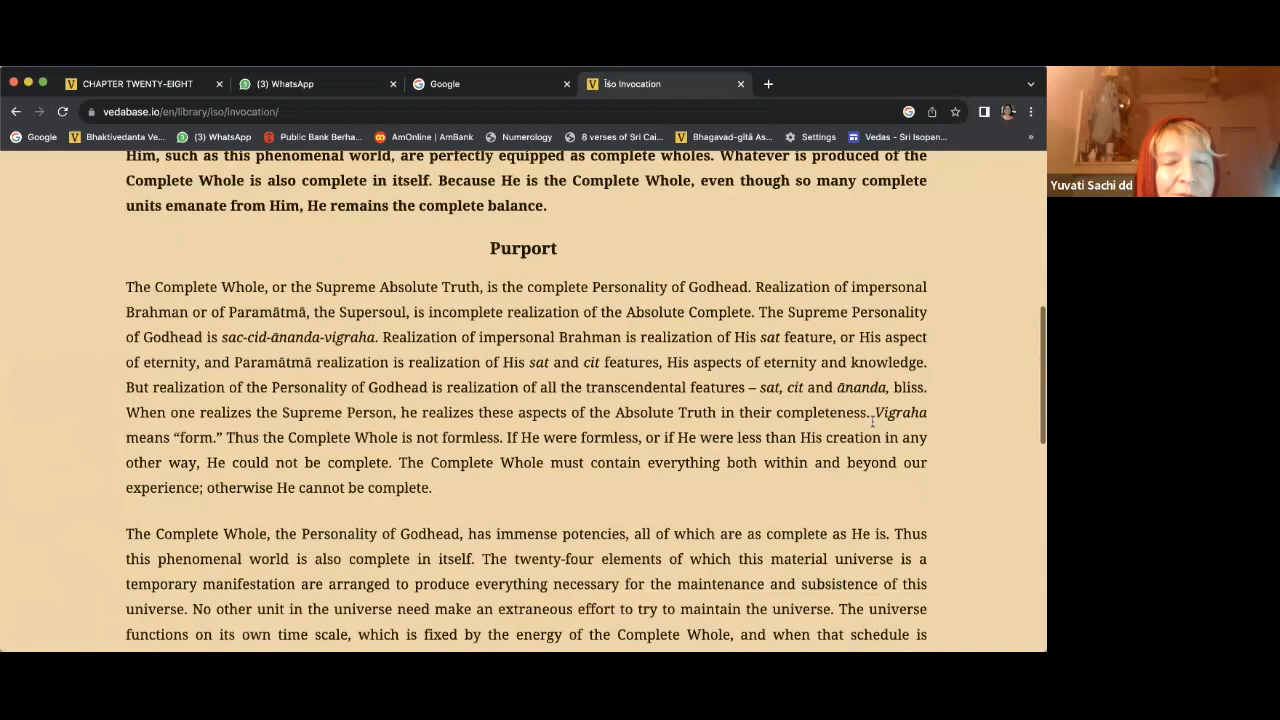 CHAPTER TWENTY-EIGHT
(3) WhatsApp
Google
Īśo Invocation
vedabase.io/en/library/iso/invocation/
Google
Bhaktivedanta Ve...
(3) WhatsApp
Public Bank Berha...
AmOnline | AmBank
Numerology
8 verses of Sri Cai...
Bhagavad-gītā As...
Settings
Vedas - Sri Isopan...
»
Him, such as this phenomenal world, are perfectly equipped as complete wholes. Whatever is produced of the
Complete Whole is also complete in itself. Because He is the Complete Whole, even though so many complete
units emanate from Him, He remains the complete balance.
Purport
The Complete Whole, or the Supreme Absolute Truth, is the complete Personality of Godhead. Realization of impersonal
Brahman or of Paramātmā, the Supersoul, is incomplete realization of the Absolute Complete. The Supreme Personality
of Godhead is sac-cid-ānanda-vigraha. Realization of impersonal Brahman is realization of His sat feature, or His aspect
of eternity, and Paramātmā realization is realization of His sat and cit features, His aspects of eternity and knowledge.
But realization of the Personality of Godhead is realization of all the transcendental features – sat, cit and ānanda, bliss.
When one realizes the Supreme Person, he realizes these aspects of the Absolute Truth in their completeness. Vigraha
means “form.” Thus the Complete Whole is not formless. If He were formless, or if He were less than His creation in any
other way, He could not be complete. The Complete Whole must contain everything both within and beyond our
experience; otherwise He cannot be complete.
The Complete Whole, the Personality of Godhead, has immense potencies, all of which are as complete as He is. Thus
this phenomenal world is also complete in itself. The twenty-four elements of which this material universe is a
temporary manifestation are arranged to produce everything necessary for the maintenance and subsistence of this
universe. No other unit in the universe need make an extraneous effort to try to maintain the universe. The universe
functions on its own time scale, which is fixed by the energy of the Complete Whole, and when that schedule is
Yuvati Sachi dd